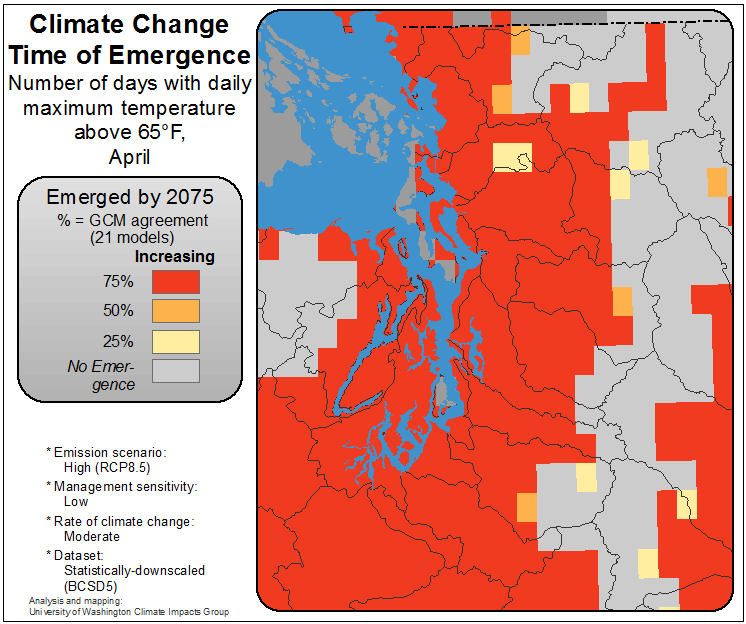 Climate Change
Time of Emergence
Number of days with daily
maximum temperature
above 65°F,
April
Emerged by 2075
% = GCM agreement
(21 models)
Increasing
75%
50%
25%
No Emer-
gence
* Emission scenario:
High (RCP8.5)
* Management sensitivity:
Low
* Rate of climate change:
Moderate
* Dataset:
Statistically-downscaled
(BCSD5)
Analysis and mapping:
University of Washington Climate Impacts Group